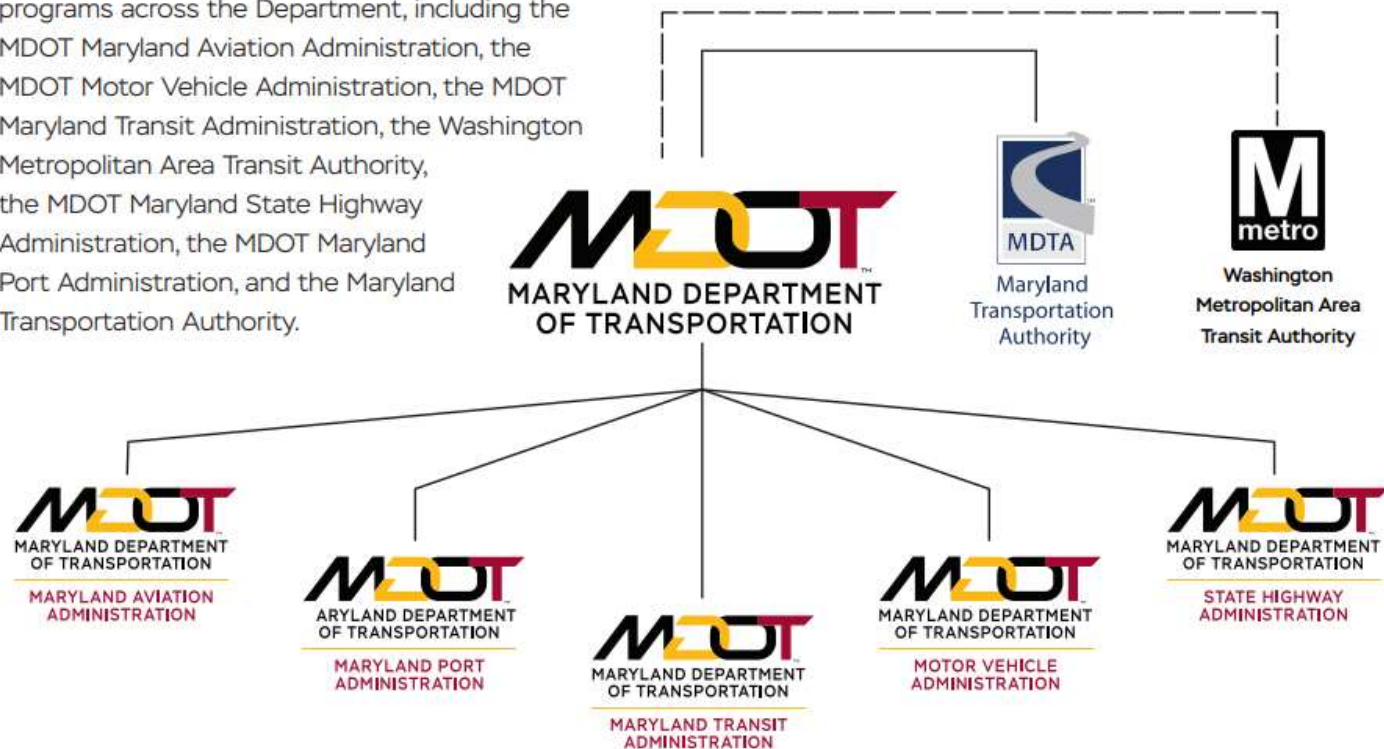 programs across the Department, including the
MDOT Maryland Aviation Administration, the
MDOT Motor Vehicle Administration, the MDOT
Maryland Transit Administration, the Washington
Metropolitan Area Transit Authority,
the MDOT Maryland State Highway
Administration, the MDOT Maryland
Port Administration, and the Maryland
Transportation Authority.
MDOT™
MARYLAND DEPARTMENT
OF TRANSPORTATION
MDTA
Maryland
Transportation
Authority
M
metro
Washington
Metropolitan Area
Transit Authority
MDOT
MARYLAND DEPARTMENT
OF TRANSPORTATION
MARYLAND AVIATION
ADMINISTRATION
MDOT
ARYLAND DEPARTMENT
OF TRANSPORTATION
MARYLAND PORT
ADMINISTRATION
MDOT
MARYLAND DEPARTMENT
OF TRANSPORTATION
MARYLAND TRANSIT
ADMINISTRATION
MDOT
MARYLAND DEPARTMENT
OF TRANSPORTATION
MOTOR VEHICLE
ADMINISTRATION
MDOT
MARYLAND DEPARTMENT
OF TRANSPORTATION
STATE HIGHWAY
ADMINISTRATION